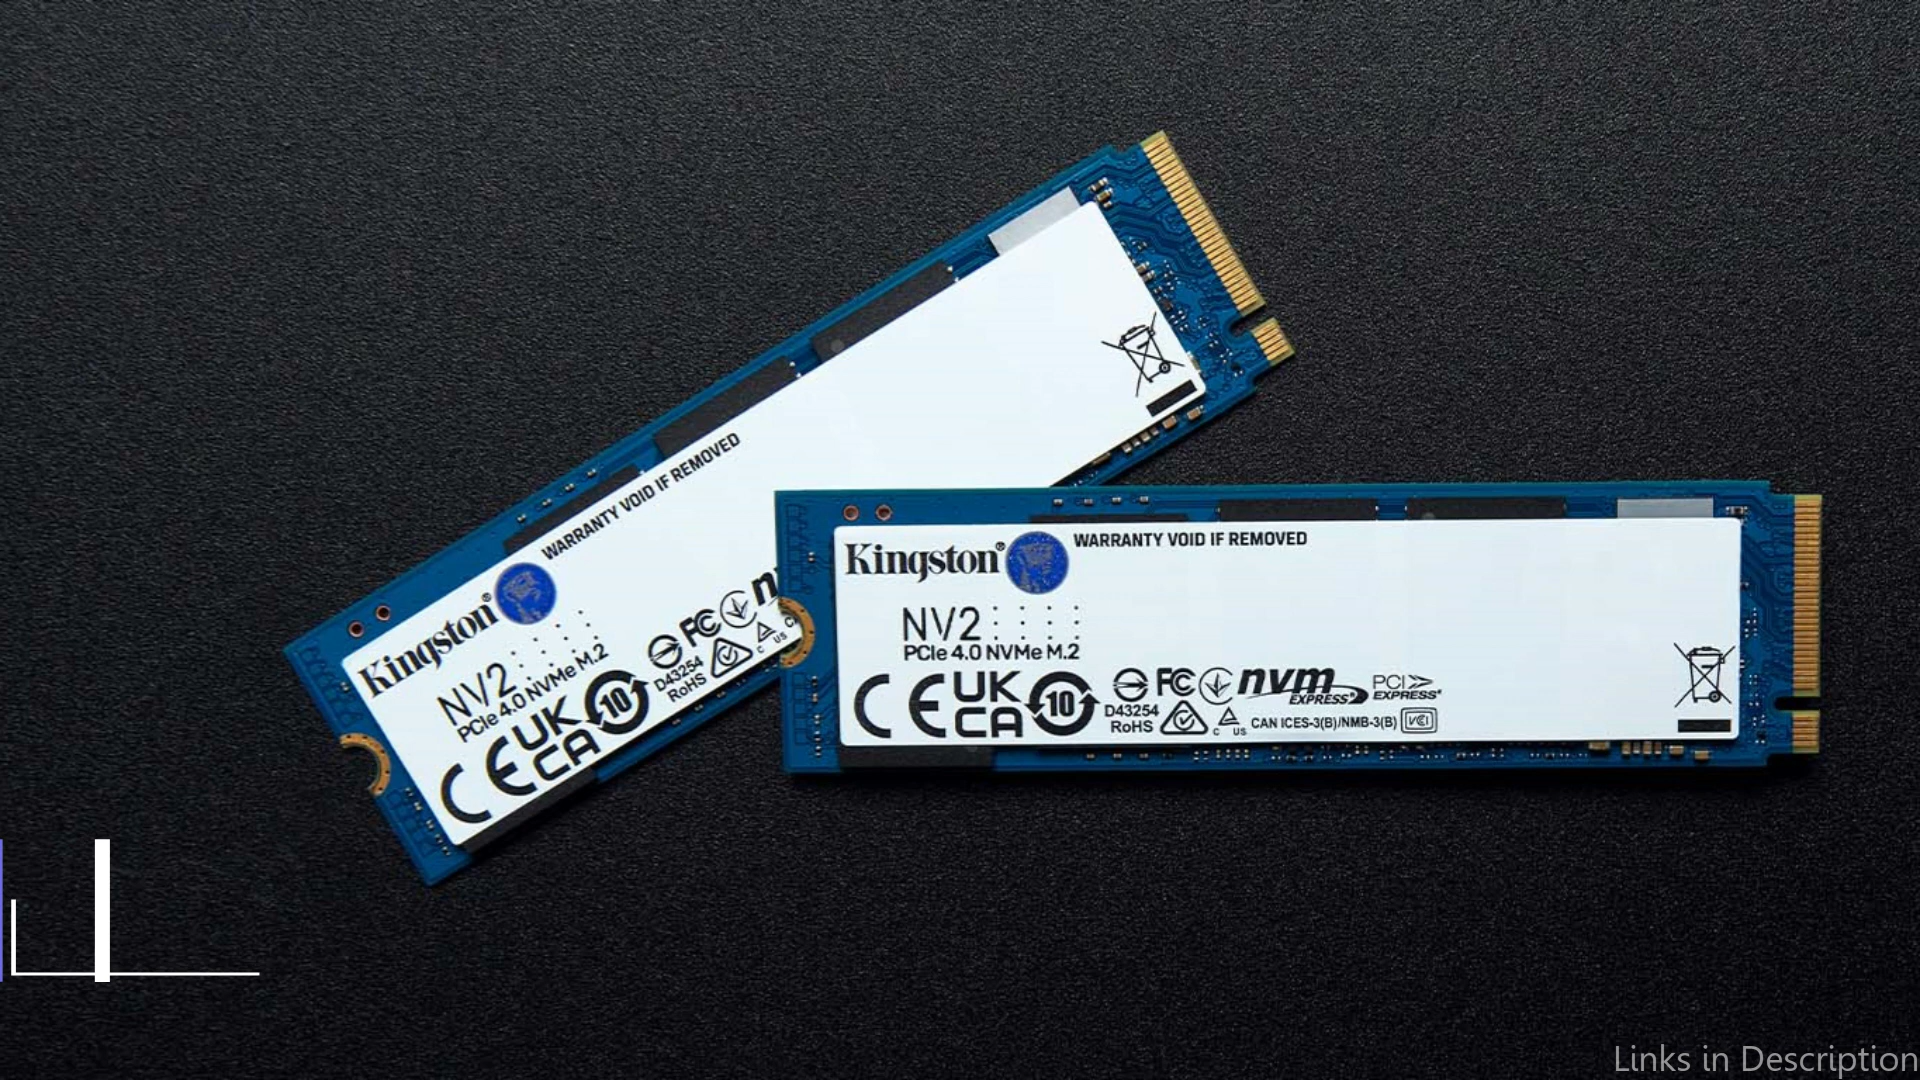 WARRANTY VOID IF REMOVED
Kingston®
NV2
PCIe 4.0 NVMe M.2
CE UK CA 10
D43254
RoHS
FC
C US
Kingston® WARRANTY VOID IF REMOVED
NV2
PCIe 4.0 NVMe M.2
CE UK CA 10
D43254
RoHS
FC
nvm EXPRESS®
PCI EXPRESS®
C US CAN ICES-3(B)/NMB-3(B) VCI
Links in Description